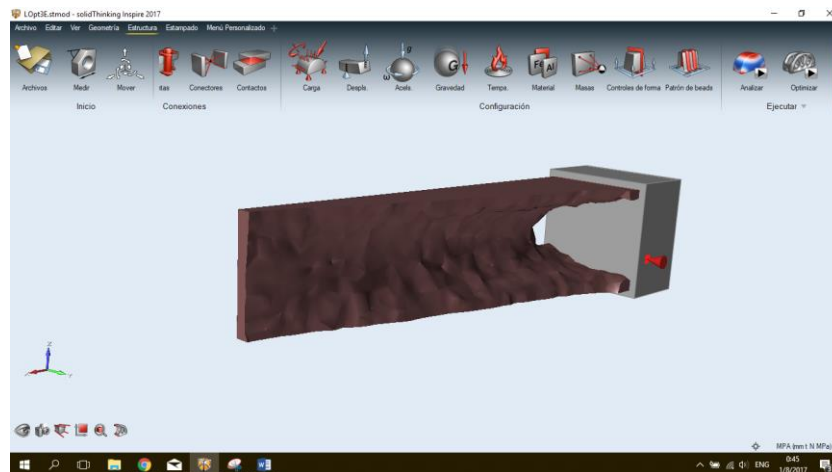 LOpt3E.stmod - solidThinking Inspire 2017
Archivo Editar Ver Geometría Estructura Estampado Menú Personalizado +
Archivos Medir Mover itas Conectores Contactos Carga Despls. Acels. Gravedad Temps. Material Masas Controles de forma Patrón de beads Analizar Optimizar
Inicio Conexiones Configuración Ejecutar
Z
MPA (mm t N MPa)
ENG 0:45
1/8/2017